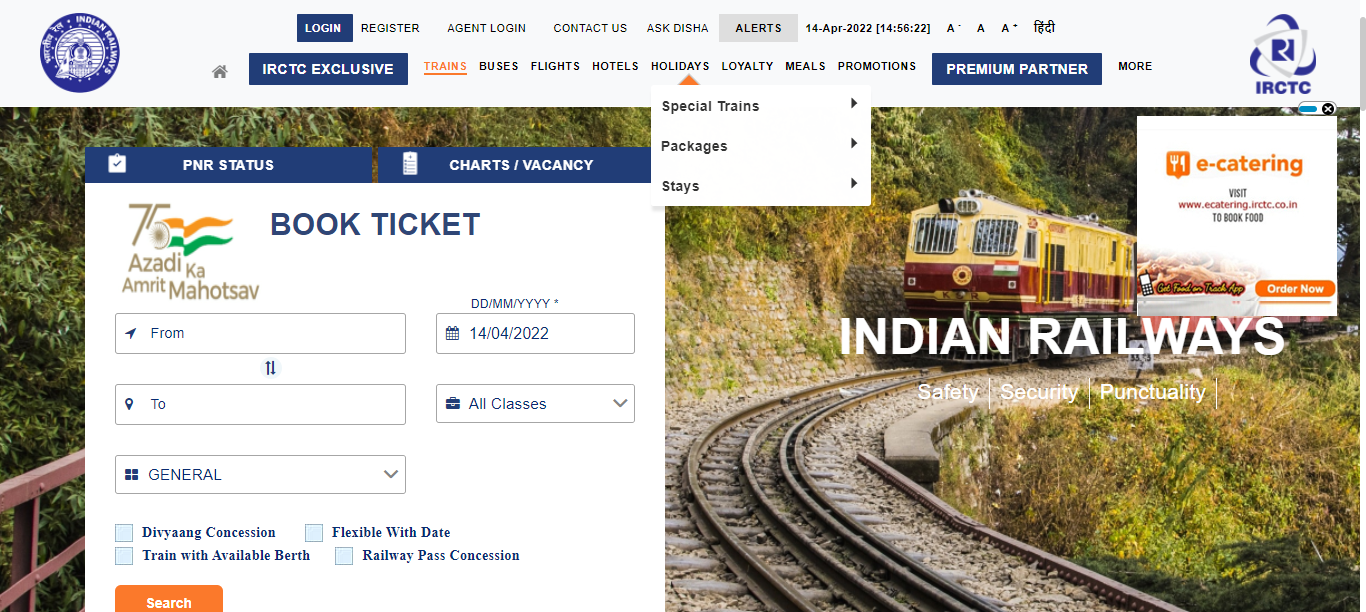 LOGIN REGISTER AGENT LOGIN CONTACT US ASK DISHA ALERTS 14-Apr-2022 [14:56:22] A - A A + हिंदी
INDIAN RAILWAYS
भारतीय रेल
IRCTC EXCLUSIVE TRAINS BUSES FLIGHTS HOTELS HOLIDAYS LOYALTY MEALS PROMOTIONS PREMIUM PARTNER MORE
IRCTC
Special Trains
Packages
Stays
PNR STATUS
CHARTS / VACANCY
75
Azadi Ka
Amrit Mahotsav
BOOK TICKET
DD/MM/YYYY *
From
14/04/2022
To
All Classes
GENERAL
Divyaang Concession
Flexible With Date
Train with Available Berth
Railway Pass Concession
Search
e-catering
VISIT
www.ecatering.irctc.co.in
TO BOOK FOOD
Get Food on Track App
Order Now
INDIAN RAILWAYS
Safety | Security | Punctuality |